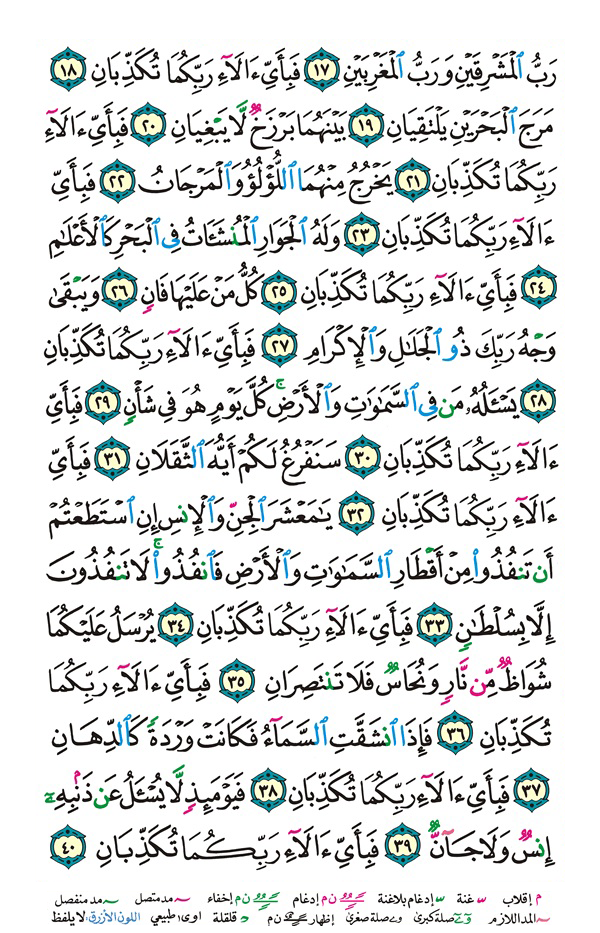 رَبُّ ٱلْمَشْرِقَيْنِ وَرَبُّ ٱلْمَغْرِبَيْنِ ١٧ فَبِأَيِّ ءَالَآءِ رَبِّكُمَا تُكَذِّبَانِ ١٨
مَرَجَ ٱلْبَحْرَيْنِ يَلْتَقِيَانِ ١٩ بَيْنَهُمَا بَرْزَخٌ لَّا يَبْغِيَانِ ٢٠ فَبِأَيِّ ءَالَآءِ
رَبِّكُمَا تُكَذِّبَانِ ٢١ يَخْرُجُ مِنْهُمَا ٱللُّؤْلُؤُ وَٱلْمَرْجَانُ ٢٢ فَبِأَيِّ
ءَالَآءِ رَبِّكُمَا تُكَذِّبَانِ ٢٣ وَلَهُ ٱلْجَوَارِ ٱلْمُنشَـَٔاتُ فِى ٱلْبَحْرِ كَٱلْأَعْلَٰمِ
٢٤ فَبِأَيِّ ءَالَآءِ رَبِّكُمَا تُكَذِّبَانِ ٢٥ كُلُّ مَنْ عَلَيْهَا فَانٍ ٢٦ وَيَبْقَىٰ
وَجْهُ رَبِّكَ ذُو ٱلْجَلَٰلِ وَٱلْإِكْرَامِ ٢٧ فَبِأَيِّ ءَالَآءِ رَبِّكُمَا تُكَذِّبَانِ
٢٨ يَسْـَٔلُهُۥ مَن فِى ٱلسَّمَٰوَٰتِ وَٱلْأَرْضِ ۚ كُلَّ يَوْمٍ هُوَ فِى شَأْنٍ ٢٩ فَبِأَيِّ
ءَالَآءِ رَبِّكُمَا تُكَذِّبَانِ ٣٠ سَنَفْرُغُ لَكُمْ أَيُّهَ ٱلثَّقَلَانِ ٣١ فَبِأَيِّ
ءَالَآءِ رَبِّكُمَا تُكَذِّبَانِ ٣٢ يَٰمَعْشَرَ ٱلْجِنِّ وَٱلْإِنسِ إِنِ ٱسْتَطَعْتُمْ
أَن تَنفُذُوا۟ مِنْ أَقْطَارِ ٱلسَّمَٰوَٰتِ وَٱلْأَرْضِ فَٱنفُذُوا۟ ۚ لَا تَنفُذُونَ
إِلَّا بِسُلْطَٰنٍ ٣٣ فَبِأَيِّ ءَالَآءِ رَبِّكُمَا تُكَذِّبَانِ ٣٤ يُرْسَلُ عَلَيْكُمَا
شُوَاظٌ مِّن نَّارٍ وَنُحَاسٌ فَلَا تَنتَصِرَانِ ٣٥ فَبِأَيِّ ءَالَآءِ رَبِّكُمَا
تُكَذِّبَانِ ٣٦ فَإِذَا ٱنشَقَّتِ ٱلسَّمَآءُ فَكَانَتْ وَرْدَةً كَٱلدِّهَانِ
٣٧ فَبِأَيِّ ءَالَآءِ رَبِّكُمَا تُكَذِّبَانِ ٣٨ فَيَوْمَئِذٍ لَّا يُسْـَٔلُ عَن ذَنۢبِهِۦٓ
إِنسٌ وَلَا جَآنٌّ ٣٩ فَبِأَيِّ ءَالَآءِ رَبِّكُمَا تُكَذِّبَانِ ٤٠
م إقلاب غنة إدغام بلاغنة ن م إدغام ن م إخفاء مد متصل مد منفصل
المد اللازم صلة كبرى صلة صغرى إظهار ن م قلقلة اوى طبيعي اللون الأزرق لا يلفظ